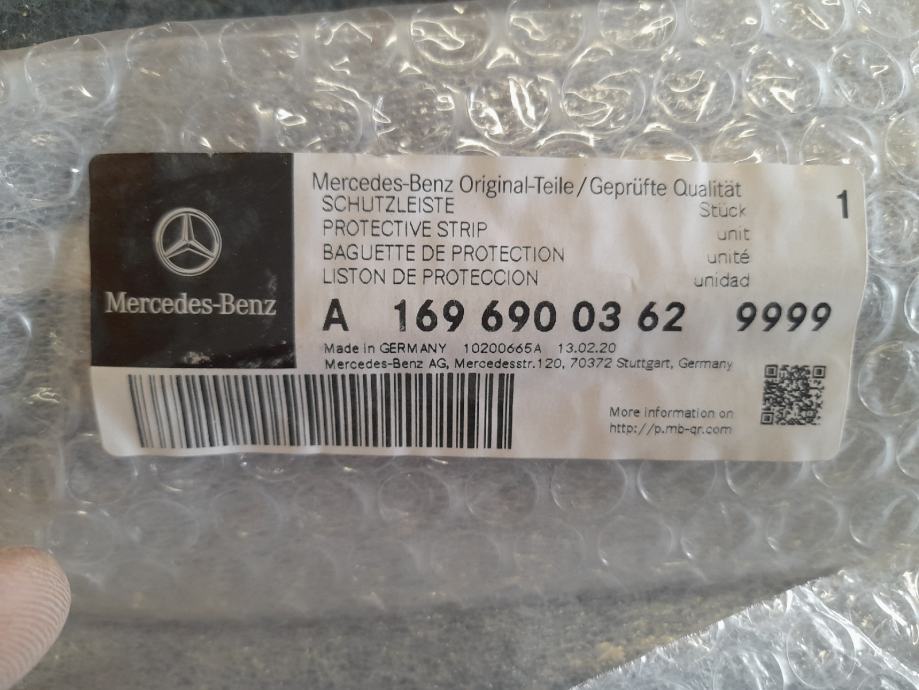 Mercedes-Benz
Mercedes-Benz Original-Teile/Geprüfte Qualität
SCHUTZLEISTE Stück 1
PROTECTIVE STRIP unit
BAGUETTE DE PROTECTION unité
LISTON DE PROTECCION unidad
A 169 690 03 62 9999
Made in GERMANY 10200665A 13.02.20
Mercedes-Benz AG, Mercedesstr.120, 70372 Stuttgart, Germany
More information on
http://p.mb-qr.com